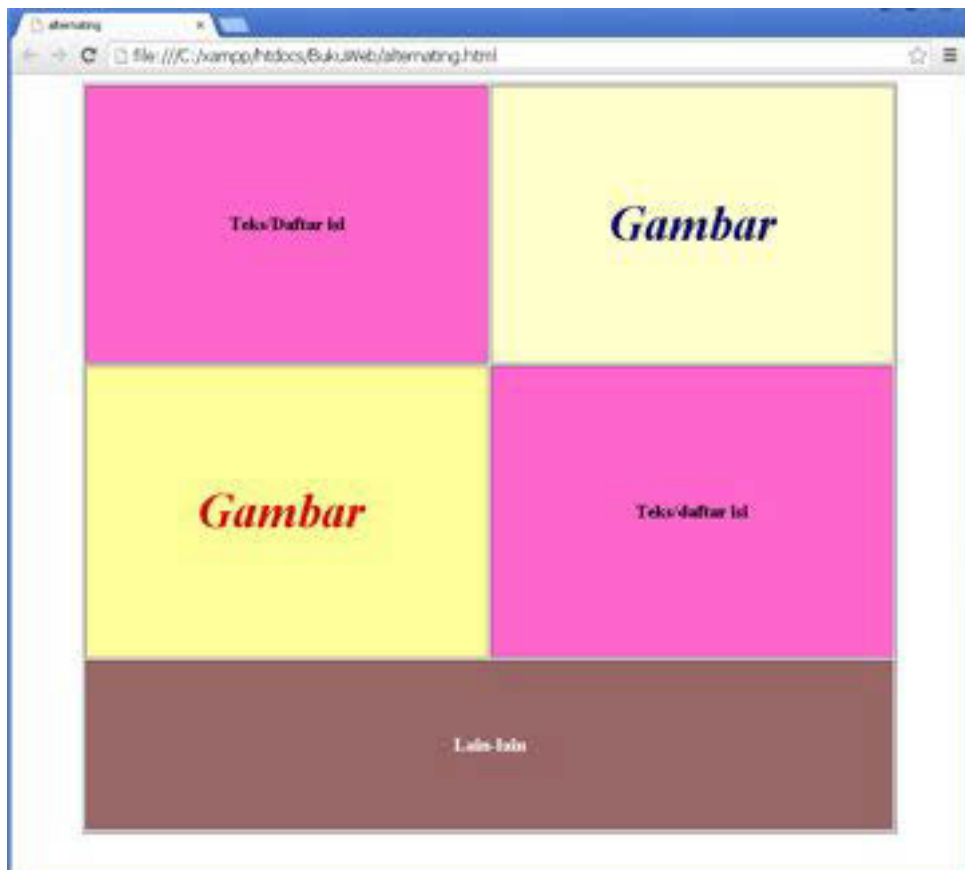 alternating
file:///C:/xampp/htdocs/BukuWeb/alternating.html
Teks/Daftar isi
Gambar
Gambar
Teks/daftar isi
Lain-lain